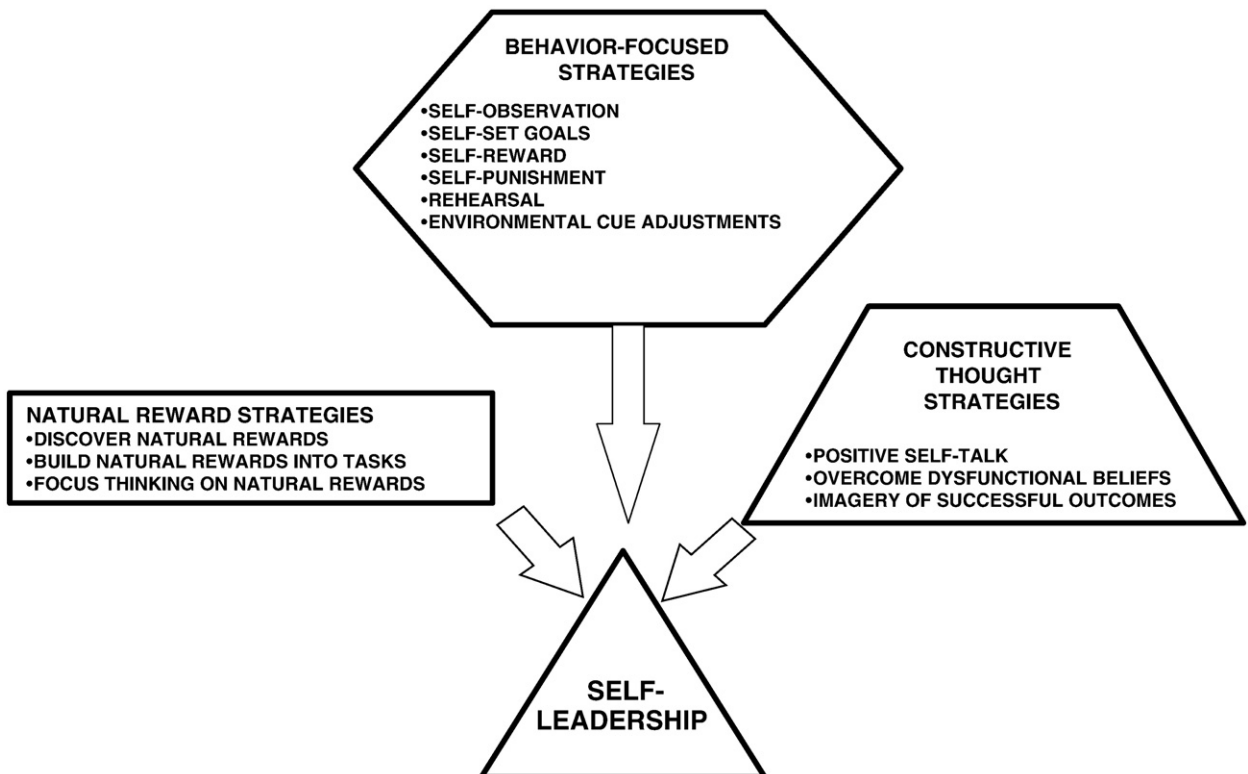 BEHAVIOR-FOCUSED
STRATEGIES
•SELF-OBSERVATION
•SELF-SET GOALS
•SELF-REWARD
•SELF-PUNISHMENT
•REHEARSAL
•ENVIRONMENTAL CUE ADJUSTMENTS
NATURAL REWARD STRATEGIES
•DISCOVER NATURAL REWARDS
•BUILD NATURAL REWARDS INTO TASKS
•FOCUS THINKING ON NATURAL REWARDS
CONSTRUCTIVE
THOUGHT
STRATEGIES
•POSITIVE SELF-TALK
•OVERCOME DYSFUNCTIONAL BELIEFS
•IMAGERY OF SUCCESSFUL OUTCOMES
SELF-
LEADERSHIP